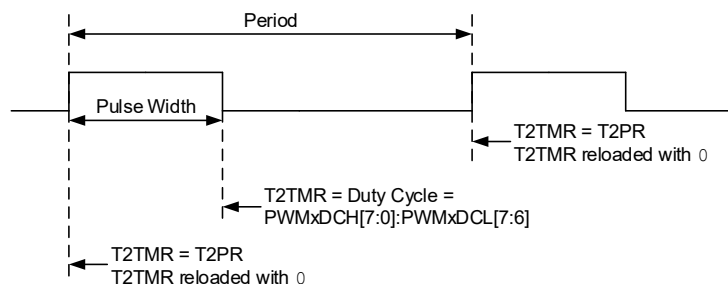 Period
Pulse Width
T2TMR = T2PR
T2TMR reloaded with 0
T2TMR = Duty Cycle =
PWMxDCH[7:0]:PWMxDCL[7:6]
T2TMR = T2PR
T2TMR reloaded with 0